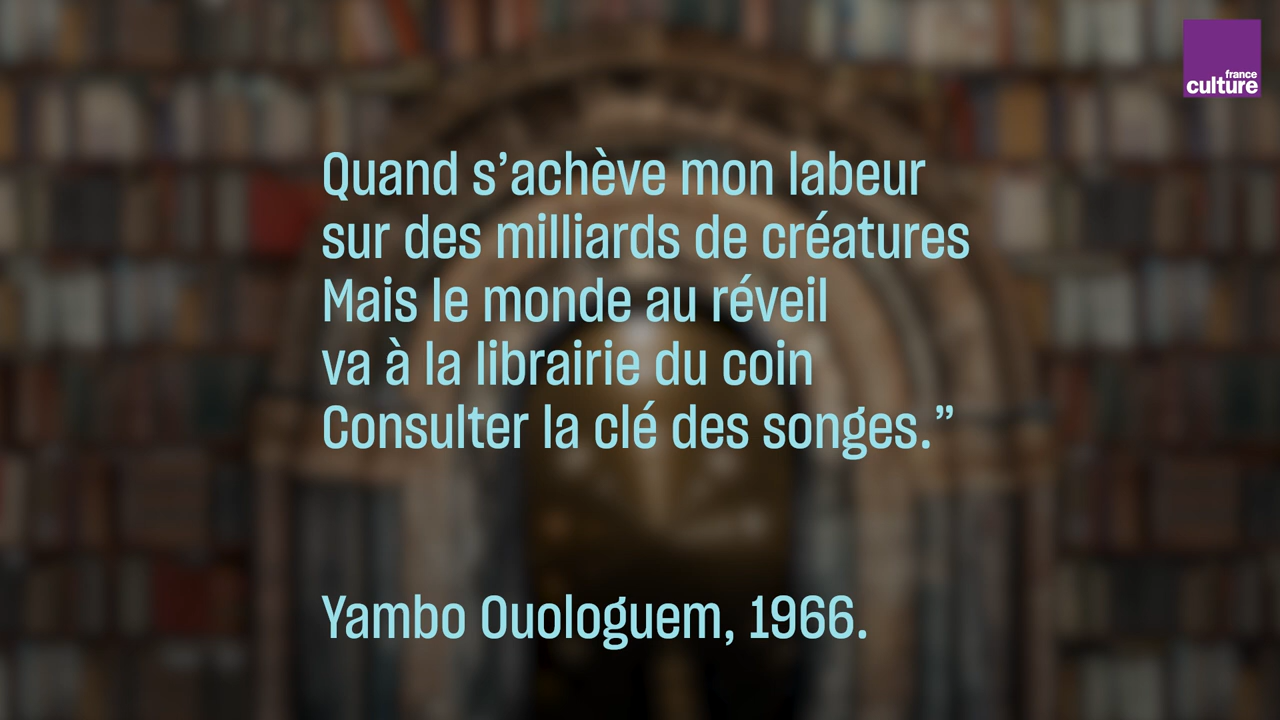 france
culture
Quand s’achève mon labeur
sur des milliards de créatures
Mais le monde au réveil
va à la librairie du coin
Consulter la clé des songes.”
Yambo Ouologuem, 1966.